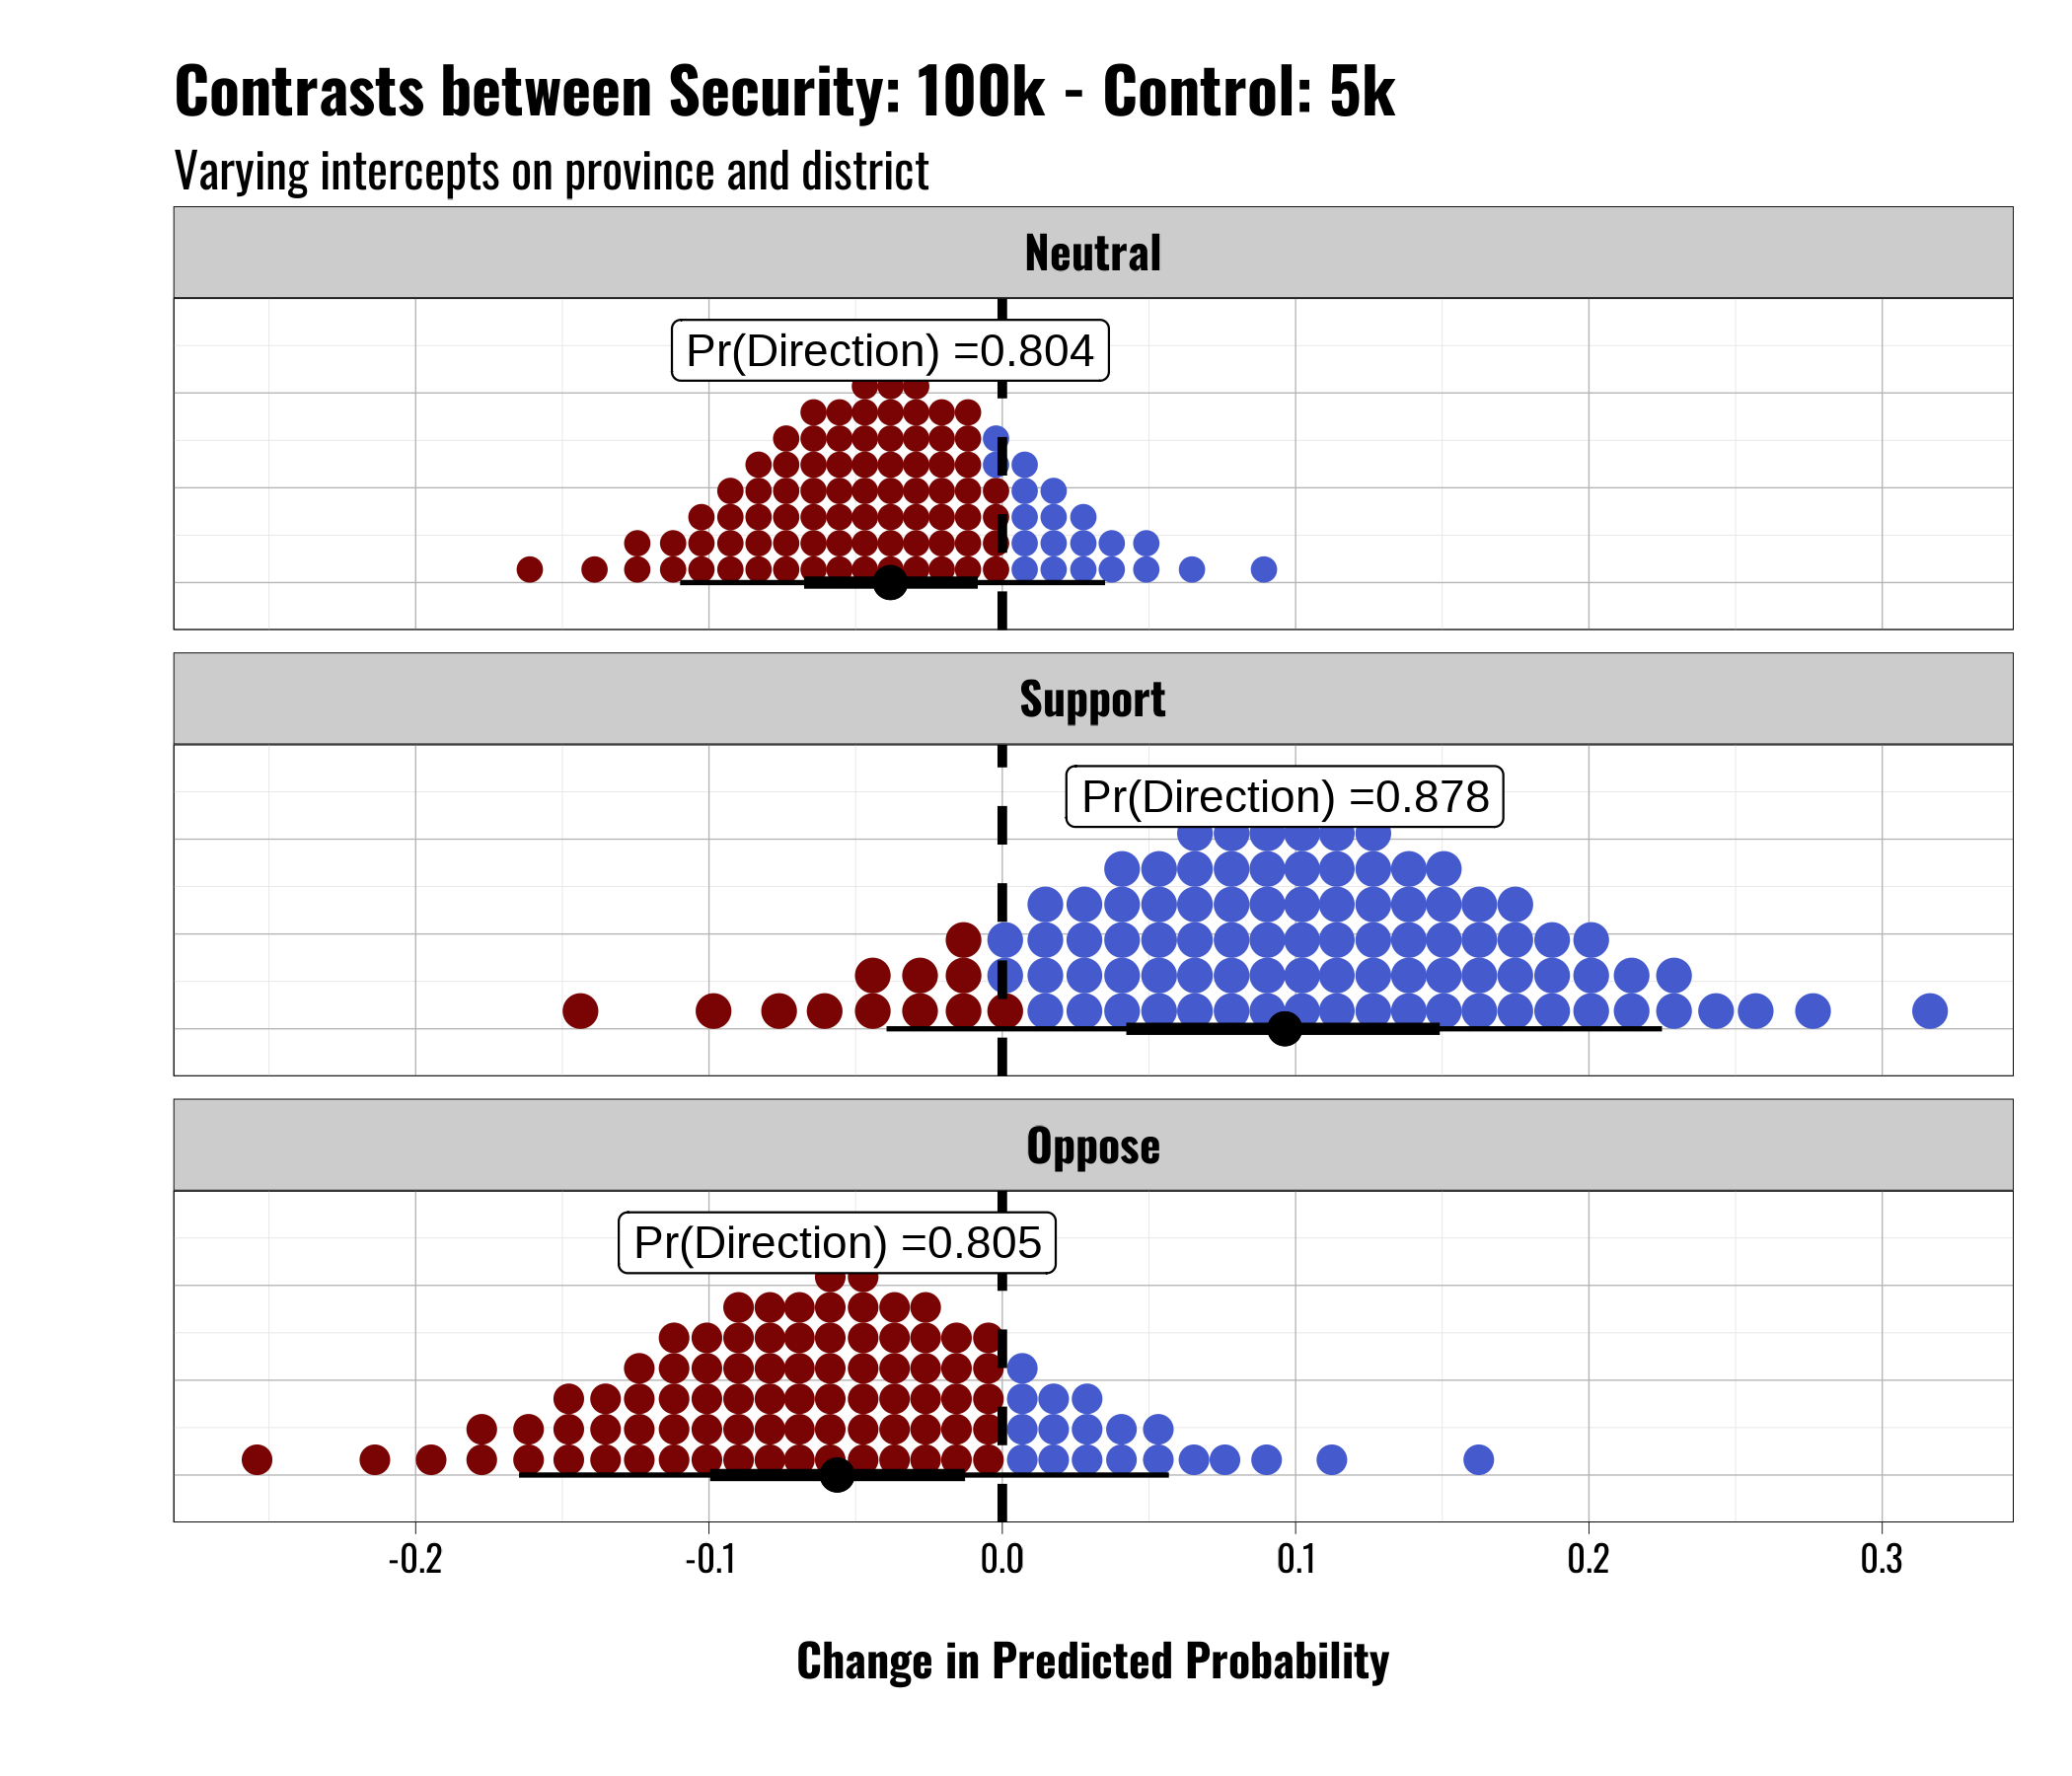 Contrasts between Security: 100k - Control: 5k
Varying intercepts on province and district
Neutral
Pr(Direction) =0.804
Support
Pr(Direction) =0.878
Oppose
Pr(Direction) =0.805
-0.2 -0.1 0.0 0.1 0.2 0.3
Change in Predicted Probability